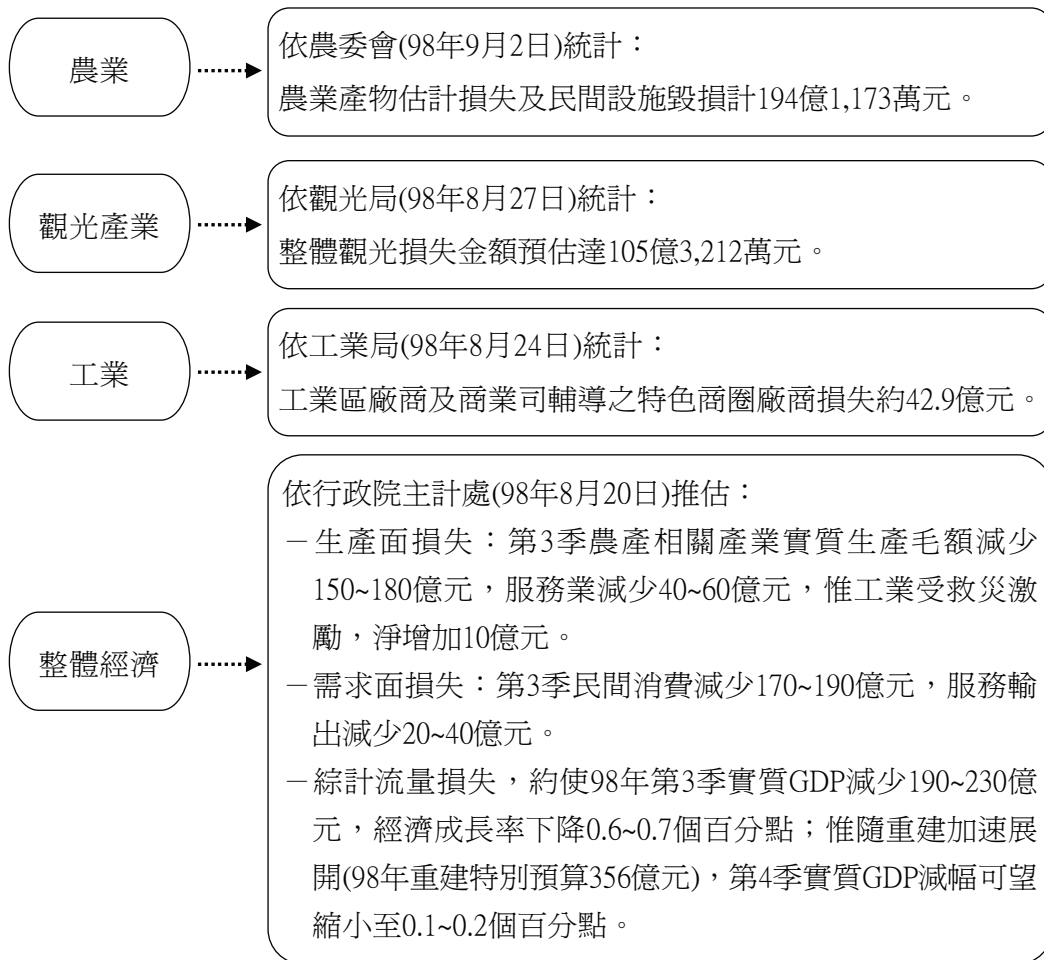 農業
依農委會(98年9月2日)統計：
農業產物估計損失及民間設施毀損計194億1,173萬元。
觀光產業
依觀光局(98年8月27日)統計：
整體觀光損失金額預估達105億3,212萬元。
工業
依工業局(98年8月24日)統計：
工業區廠商及商業司輔導之特色商圈廠商損失約42.9億元。
整體經濟
依行政院主計處(98年8月20日)推估：
－生產面損失：第3季農產相關產業實質生產毛額減少
150~180億元，服務業減少40~60億元，惟工業受救災激
勵，淨增加10億元。
－需求面損失：第3季民間消費減少170~190億元，服務輸
出減少20~40億元。
－綜計流量損失，約使98年第3季實質GDP減少190~230億
元，經濟成長率下降0.6~0.7個百分點；惟隨重建加速展
開(98年重建特別預算356億元)，第4季實質GDP減幅可望
縮小至0.1~0.2個百分點。